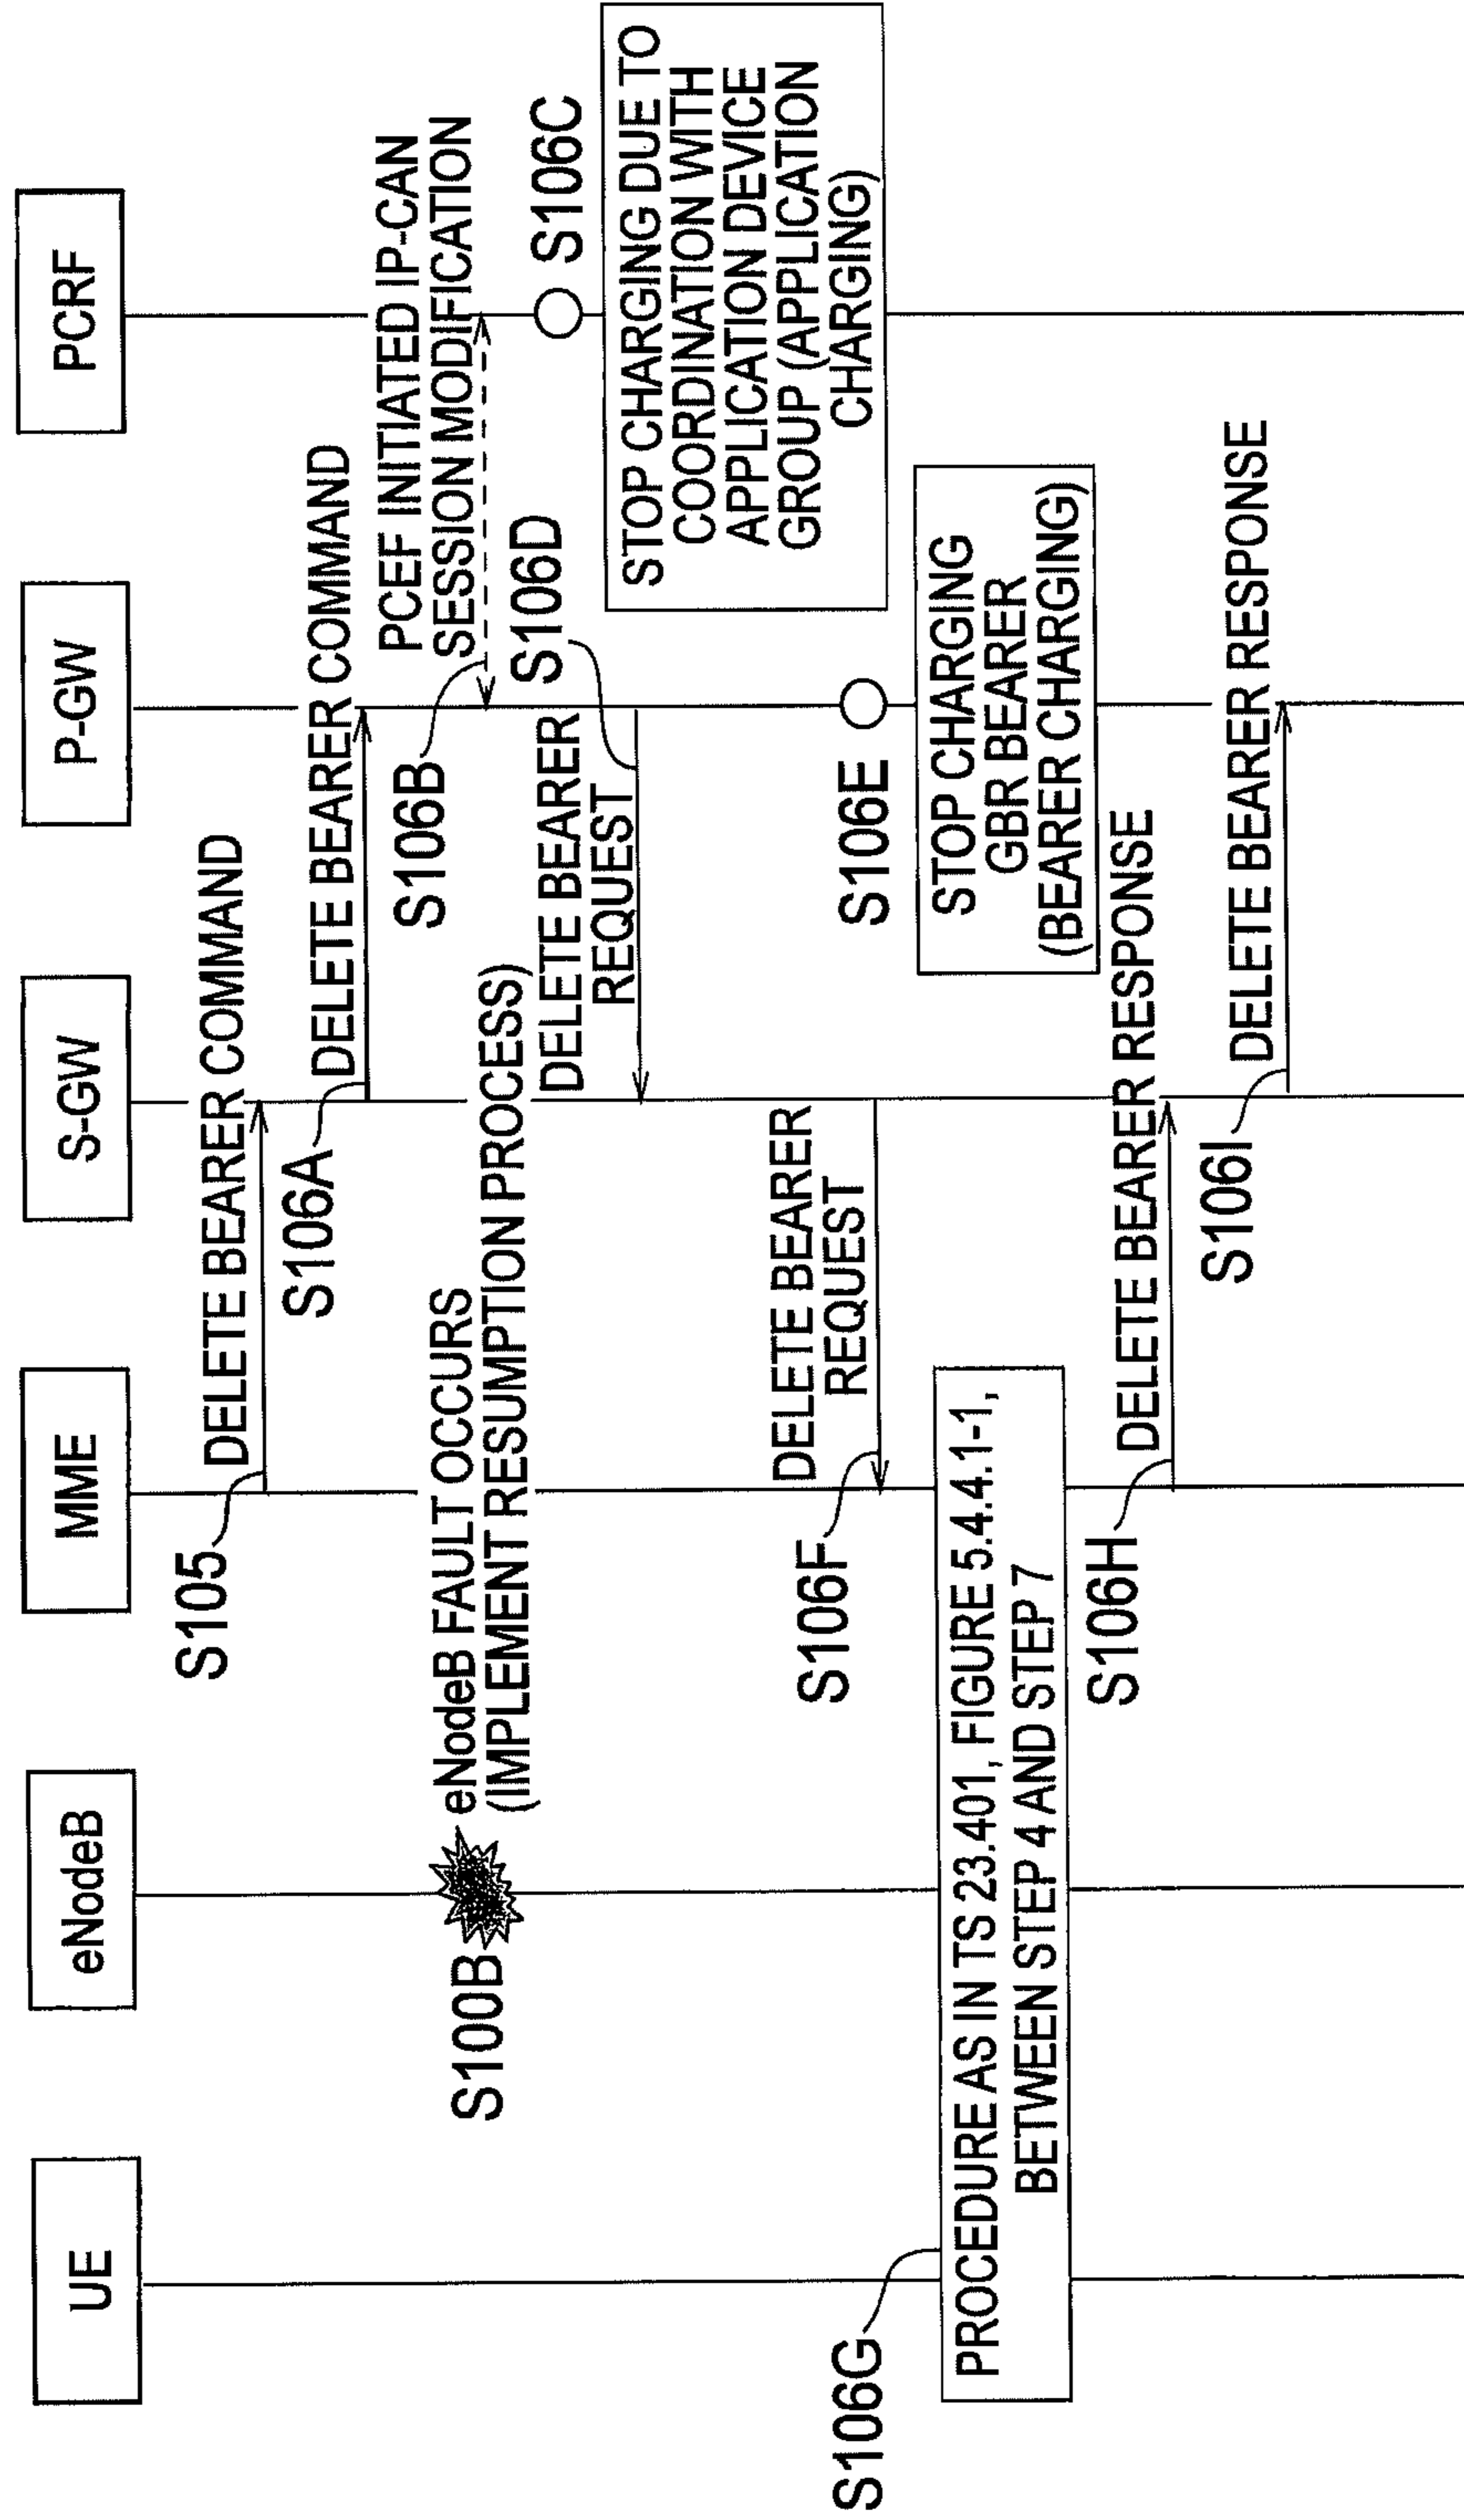 UE
eNodeB
MME
S-GW
P-GW
PCRF
S105
DELETE BEARER COMMAND
S106A
DELETE BEARER COMMAND
S100B
eNodeB FAULT OCCURS
(IMPLEMENT RESUMPTION PROCESS)
S106B
PCEF INITIATED IP-CAN
SESSION MODIFICATION
S106C
STOP CHARGING DUE TO
COORDINATION WITH
APPLICATION DEVICE
GROUP (APPLICATION
CHARGING)
S106D
DELETE BEARER
REQUEST
S106E
STOP CHARGING
GBR BEARER
(BEARER CHARGING)
S106F
DELETE BEARER
REQUEST
S106G
PROCEDURE AS IN TS 23.401, FIGURE 5.4.4.1-1,
BETWEEN STEP 4 AND STEP 7
S106H
DELETE BEARER RESPONSE
S106I
DELETE BEARER RESPONSE